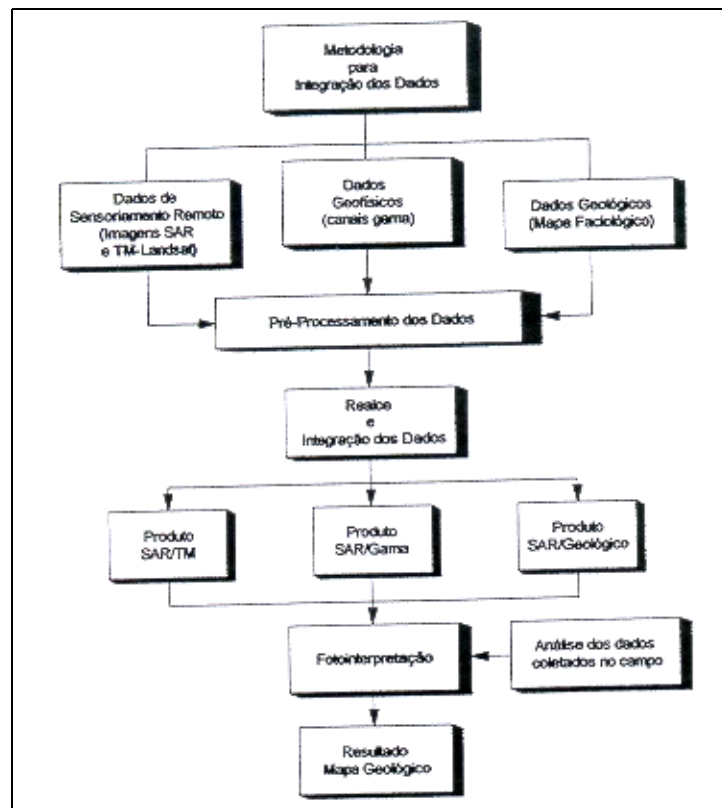 Metodologia
para
Integração dos Dados
Dados de
Sensoriamento Remoto
(Imagens SAR
e TM-Landsat)
Dados
Geofísicos
(canais gama)
Dados Geológicos
(Mapa Faciológico)
Pré-Processamento dos Dados
Realce
e
Integração dos Dados
Produto
SAR/TM
Produto
SAR/Gama
Produto
SAR/Geológico
Fotointerpretação
Análise dos dados
coletados no campo
Resultado
Mapa Geológico